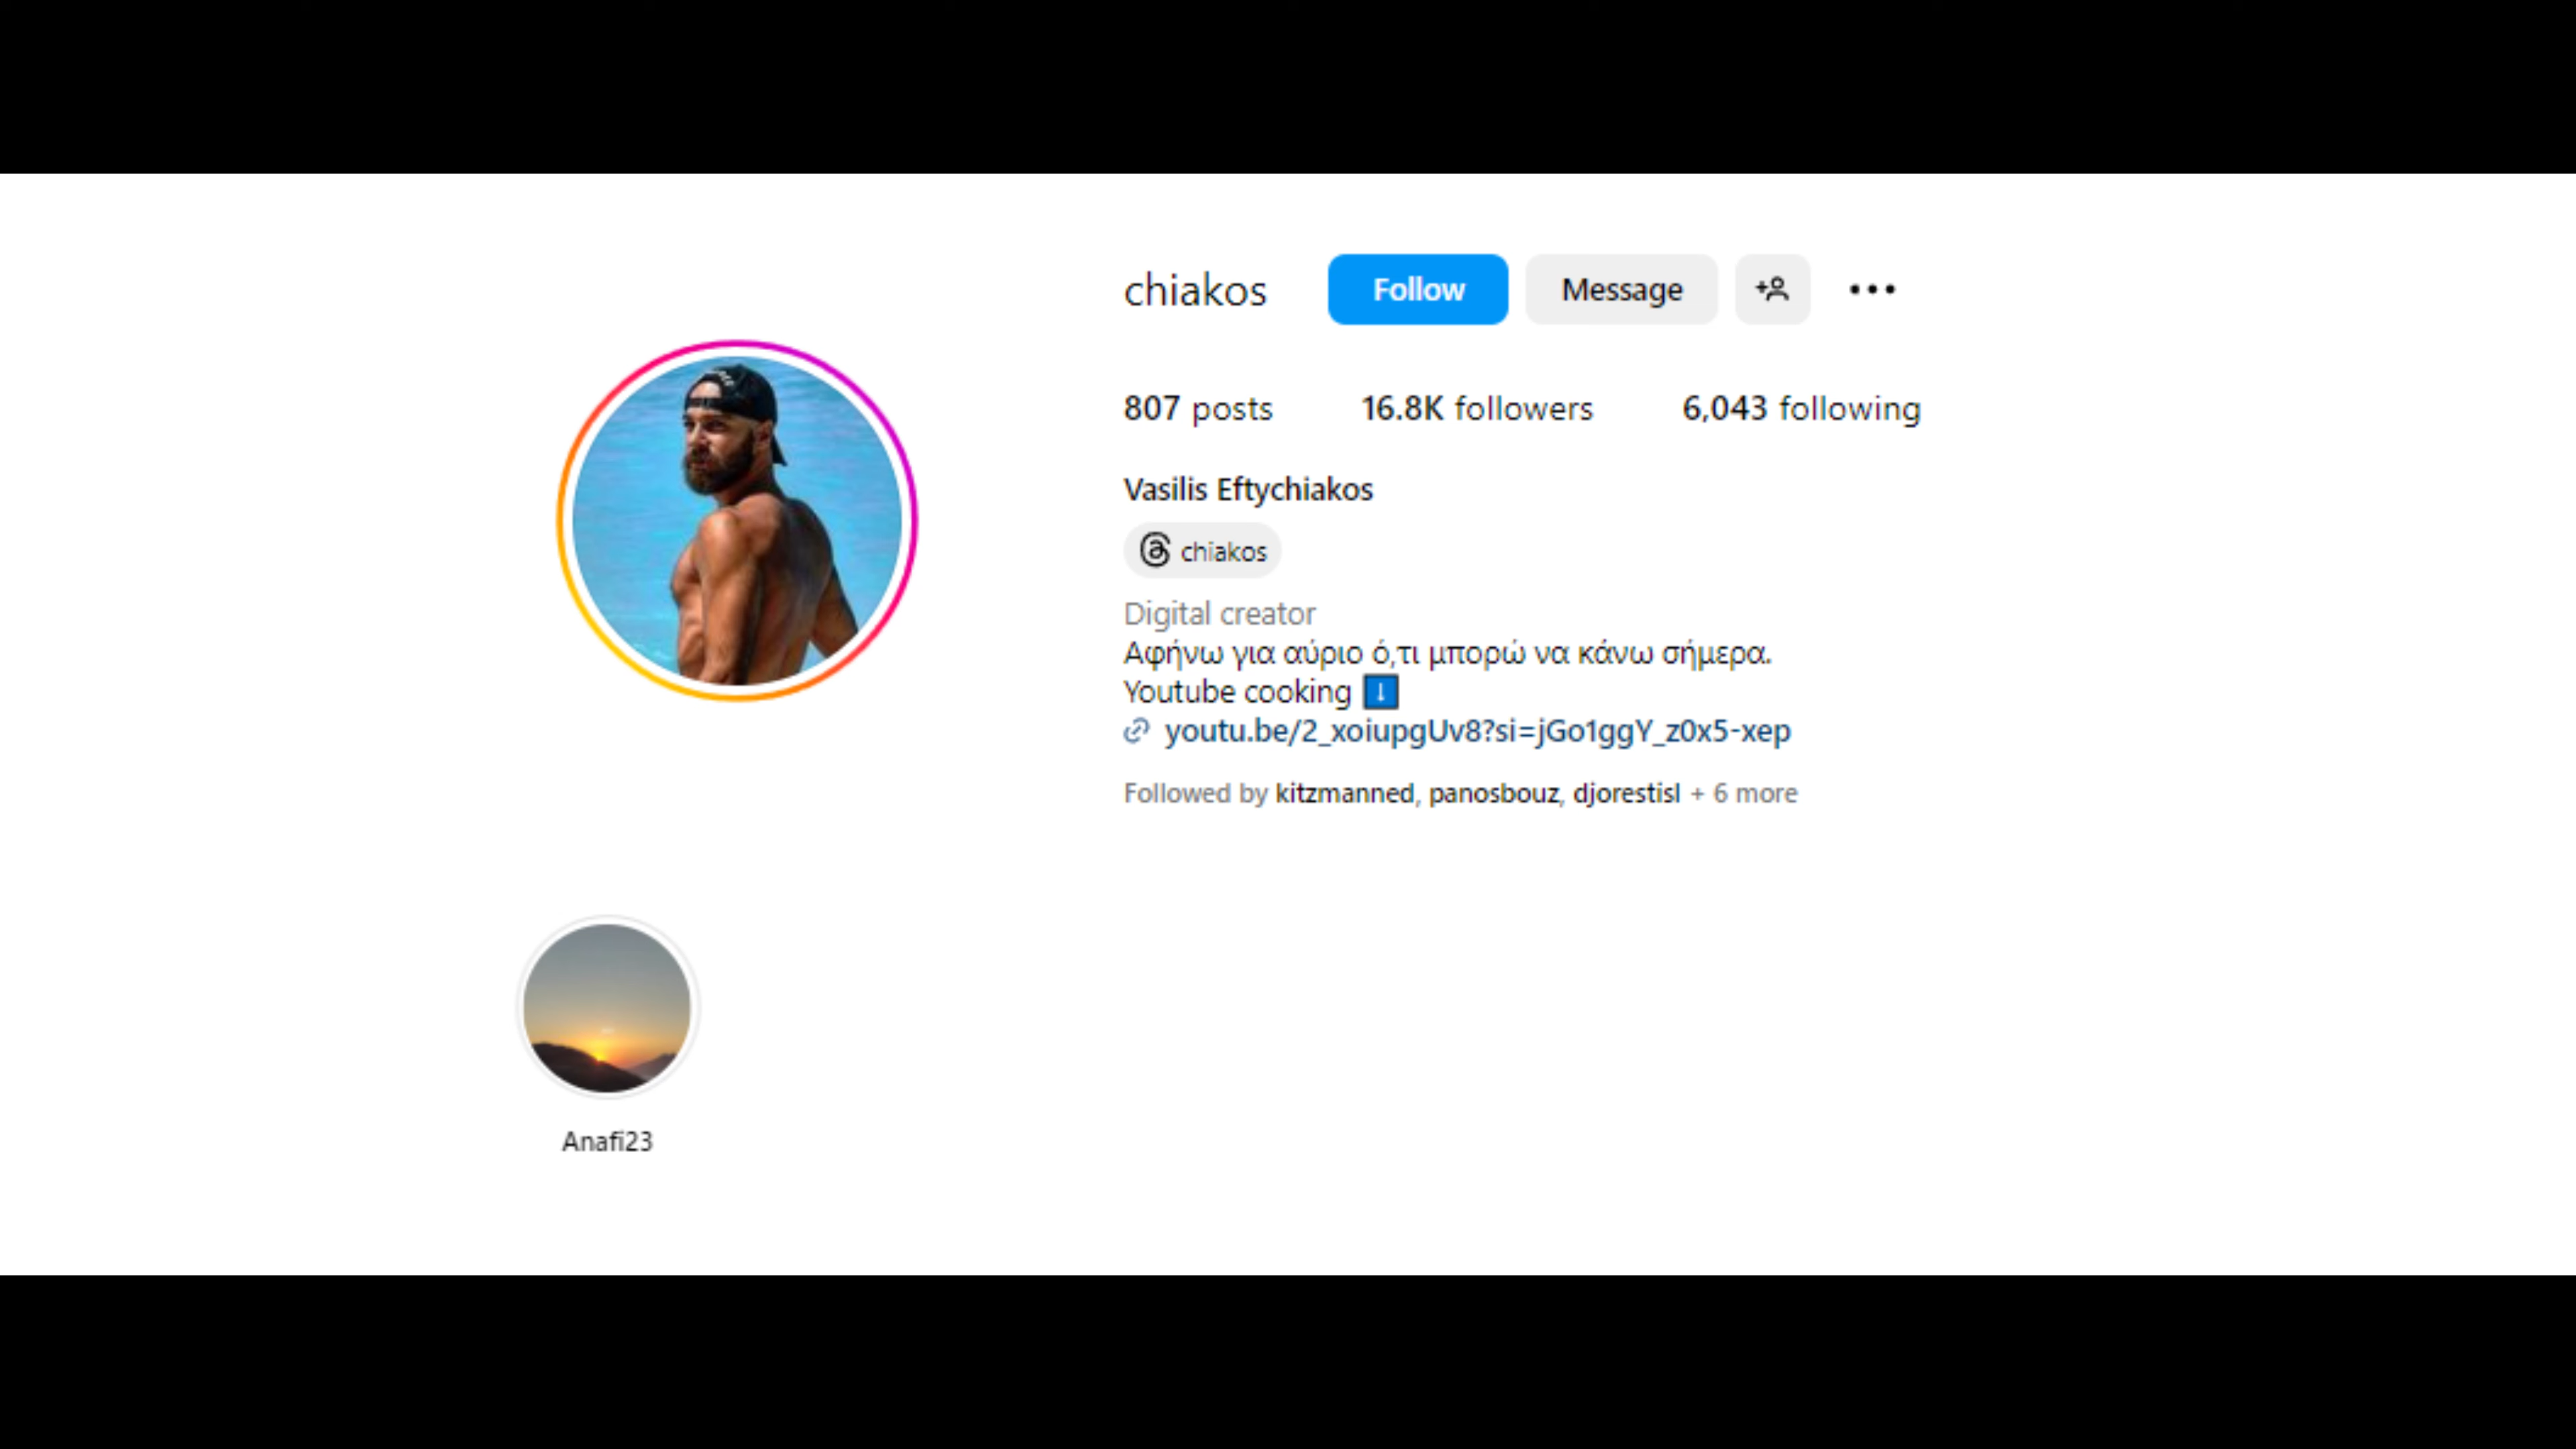 chiakos Follow Message
807 posts 16.8K followers 6,043 following
Vasilis Eftychiakos
chiakos
Digital creator
Αφήνω για αύριο ό,τι μπορώ να κάνω σήμερα.
Youtube cooking ⬇️
youtu.be/2_xoiupgUv8?si=jGo1ggY_z0x5-xep
Followed by kitzmanned, panosbouz, djorestisl + 6 more
Anafi23